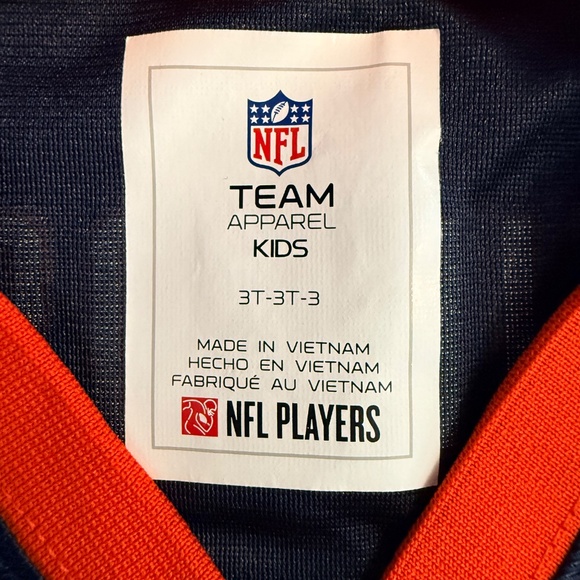 NFL
TEAM
APPAREL
KIDS
3T-3T-3
MADE IN VIETNAM
HECHO EN VIETNAM
FABRIQUÉ AU VIETNAM
NFL PLAYERS